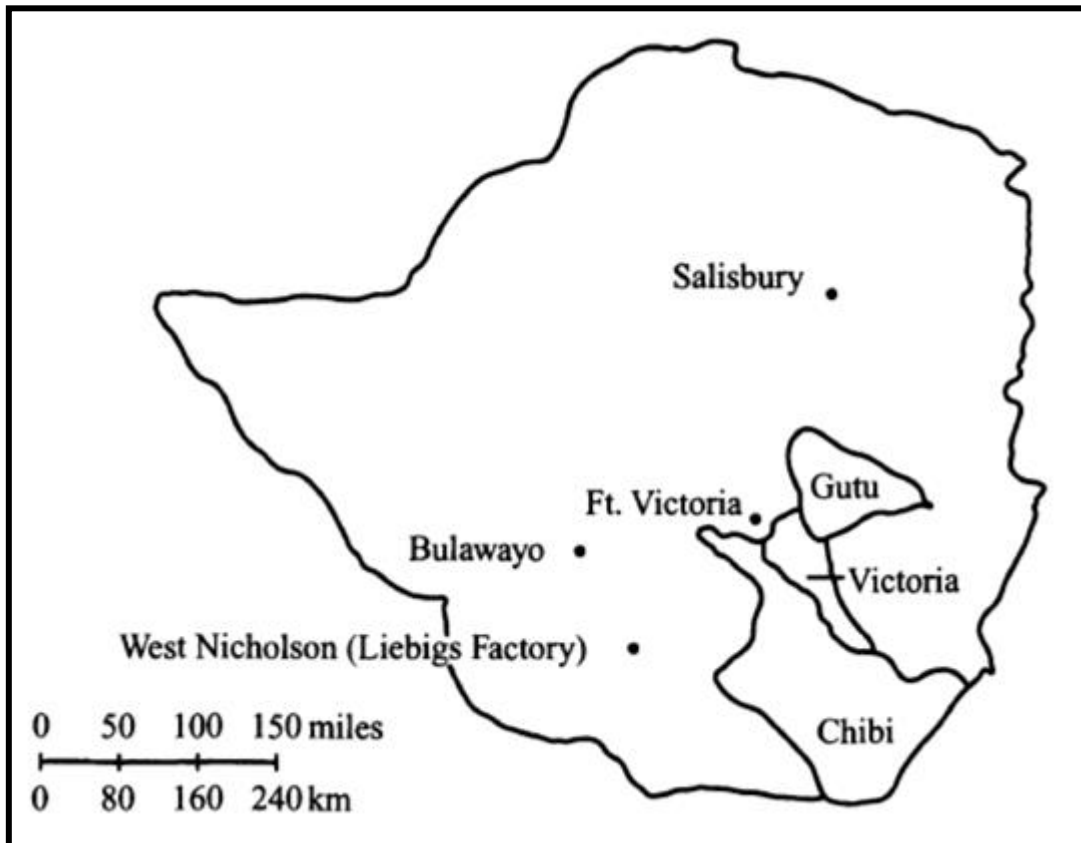 Salisbury
Gutu
Ft. Victoria
Bulawayo
Victoria
West Nicholson (Liebigs Factory)
Chibi
0 50 100 150 miles
0 80 160 240 km